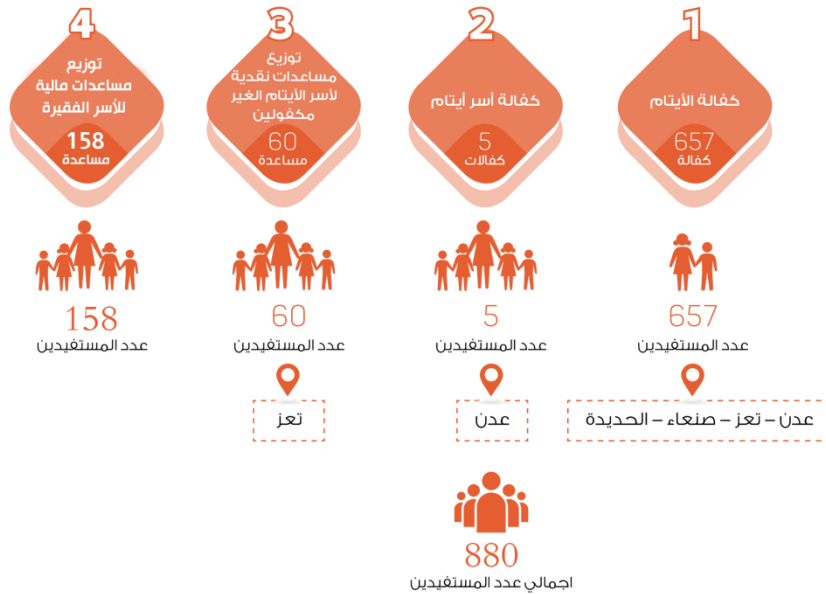 1
كفالة الأيتام
657
كفالة
657
عدد المستفيدين
عدن – تعز – صنعاء – الحديدة
2
كفالة أسر أيتام
5
كفالات
5
عدد المستفيدين
عدن
3
توزيع
مساعدات نقدية
لأسر الأيتام الغير
مكفولين
60
مساعدة
60
عدد المستفيدين
تعز
4
توزيع
مساعدات مالية
للأسر الفقيرة
158
مساعدة
158
عدد المستفيدين
880
اجمالي عدد المستفيدين